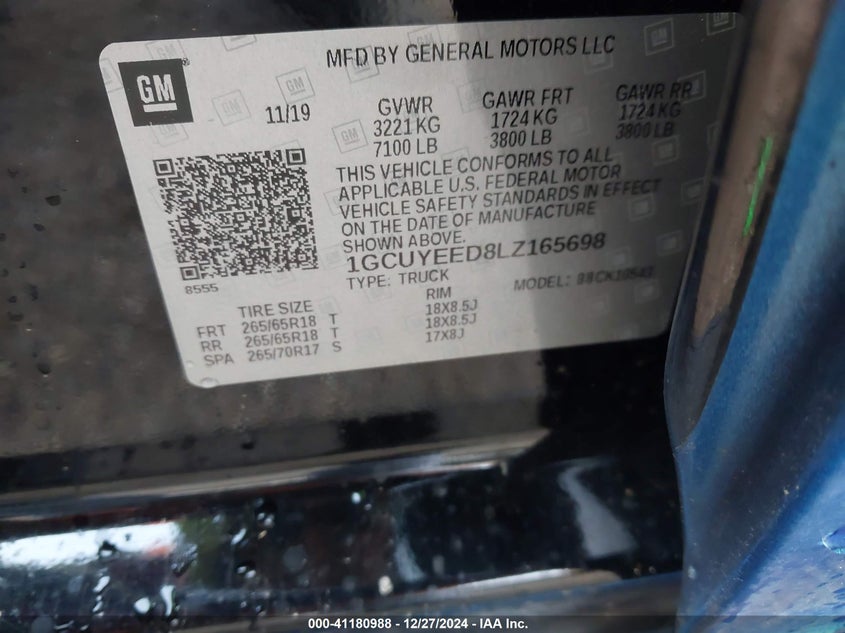 MFD BY GENERAL MOTORS LLC
GM
11/19
GVWR GAWR FRT GAWR RR
3221 KG 1724 KG 1724 KG
7100 LB 3800 LB 3800 LB
THIS VEHICLE CONFORMS TO ALL
APPLICABLE U.S. FEDERAL MOTOR
VEHICLE SAFETY STANDARDS IN EFFECT
ON THE DATE OF MANUFACTURE
SHOWN ABOVE.
1GCUYEED8LZ165698
8555
TYPE: TRUCK MODEL:
TIRE SIZE RIM
FRT 265/65R18 T 18X8.5J
RR 265/65R18 T 18X8.5J
SPA 265/70R17 S 17X8J
000-41180988 — 12/27/2024 — IAA Inc.